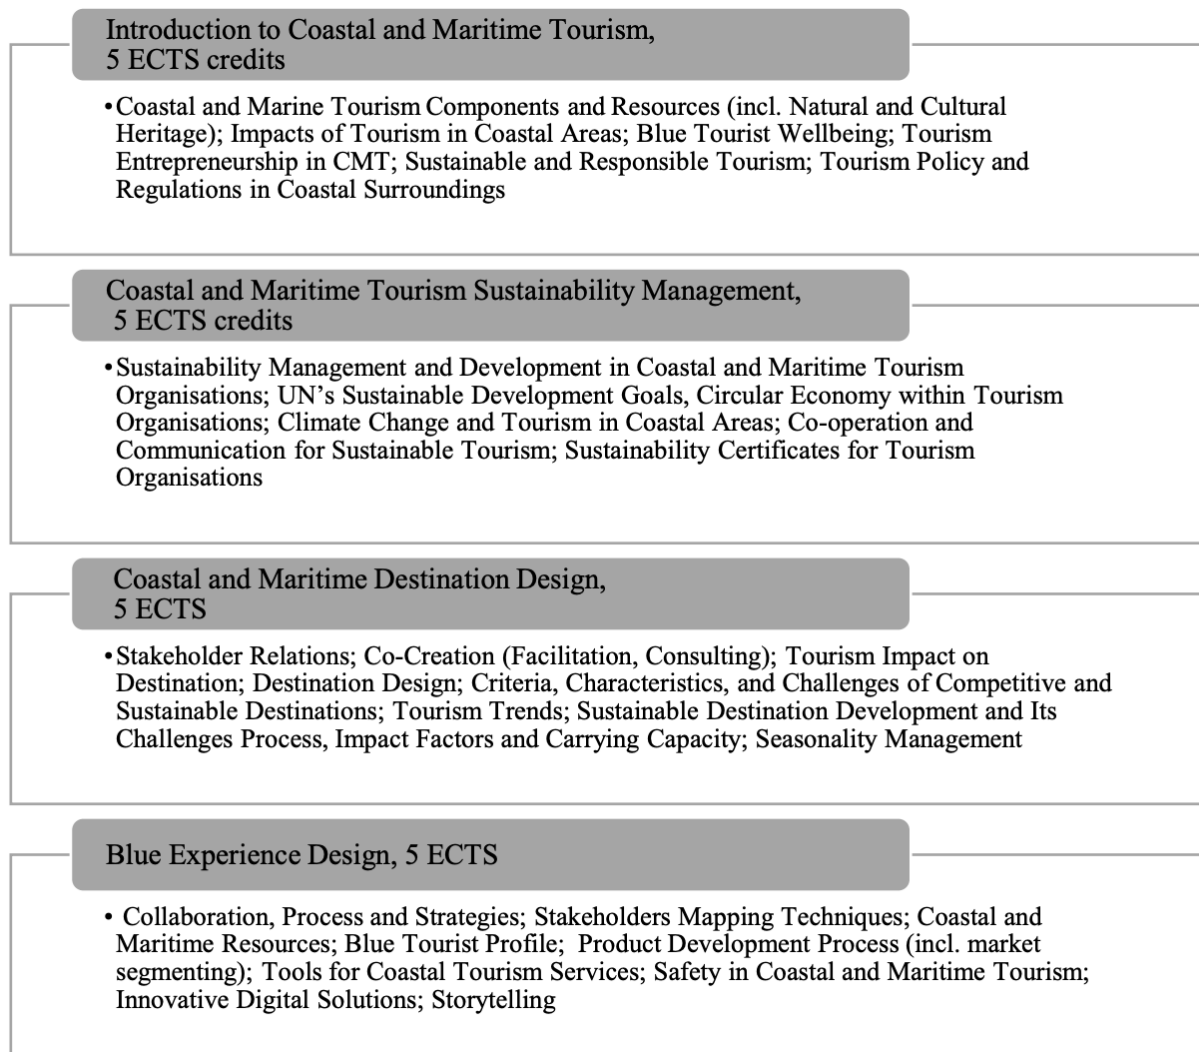 Introduction to Coastal and Maritime Tourism,
5 ECTS credits
•Coastal and Marine Tourism Components and Resources (incl. Natural and Cultural
Heritage); Impacts of Tourism in Coastal Areas; Blue Tourist Wellbeing; Tourism
Entrepreneurship in CMT; Sustainable and Responsible Tourism; Tourism Policy and
Regulations in Coastal Surroundings
Coastal and Maritime Tourism Sustainability Management,
5 ECTS credits
•Sustainability Management and Development in Coastal and Maritime Tourism
Organisations; UN’s Sustainable Development Goals, Circular Economy within Tourism
Organisations; Climate Change and Tourism in Coastal Areas; Co-operation and
Communication for Sustainable Tourism; Sustainability Certificates for Tourism
Organisations
Coastal and Maritime Destination Design,
5 ECTS
•Stakeholder Relations; Co-Creation (Facilitation, Consulting); Tourism Impact on
Destination; Destination Design; Criteria, Characteristics, and Challenges of Competitive and
Sustainable Destinations; Tourism Trends; Sustainable Destination Development and Its
Challenges Process, Impact Factors and Carrying Capacity; Seasonality Management
Blue Experience Design, 5 ECTS
• Collaboration, Process and Strategies; Stakeholders Mapping Techniques; Coastal and
Maritime Resources; Blue Tourist Profile;  Product Development Process (incl. market
segmenting); Tools for Coastal Tourism Services; Safety in Coastal and Maritime Tourism;
Innovative Digital Solutions; Storytelling